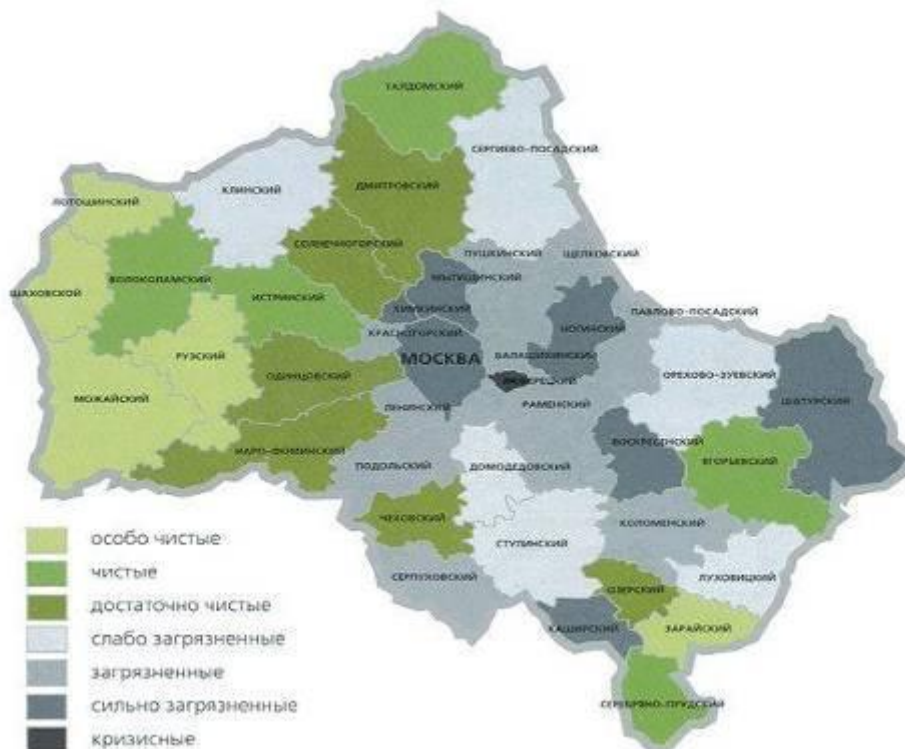 ТАЛДОМСКИЙ
СЕРГИЕВО-ПОСАДСКИЙ
КЛИНСКИЙ
ДМИТРОВСКИЙ
ЛОТОШИНСКИЙ
СОЛНЕЧНОГОРСКИЙ
ПУШКИНСКИЙ
ЩЕЛКОВСКИЙ
ВОЛОКОЛАМСКИЙ
МЫТИЩИНСКИЙ
ШАХОВСКОЙ
ИСТРИНСКИЙ
ХИМКИНСКИЙ
ПАВЛОВО-ПОСАДСКИЙ
КРАСНОГОРСКИЙ
НОГИНСКИЙ
РУЗСКИЙ
МОСКВА
БАЛАШИХИНСКИЙ
ОДИНЦОВСКИЙ
ЛЮБЕРЕЦКИЙ
ОРЕХОВО-ЗУЕВСКИЙ
МОЖАЙСКИЙ
ЛЕНИНСКИЙ
РАМЕНСКИЙ
ШАТУРСКИЙ
НАРО-ФОМИНСКИЙ
ВОСКРЕСЕНСКИЙ
ПОДОЛЬСКИЙ
ДОМОДЕДОВСКИЙ
ЕГОРЬЕВСКИЙ
ЧЕХОВСКИЙ
КОЛОМЕНСКИЙ
СТУПИНСКИЙ
СЕРПУХОВСКИЙ
ЛУХОВИЦКИЙ
ОЗЕРСКИЙ
КАШИРСКИЙ
ЗАРАЙСКИЙ
СЕРЕБРЯНО-ПРУДСКИЙ
особо чистые
чистые
достаточно чистые
слабо загрязненные
загрязненные
сильно загрязненные
кризисные